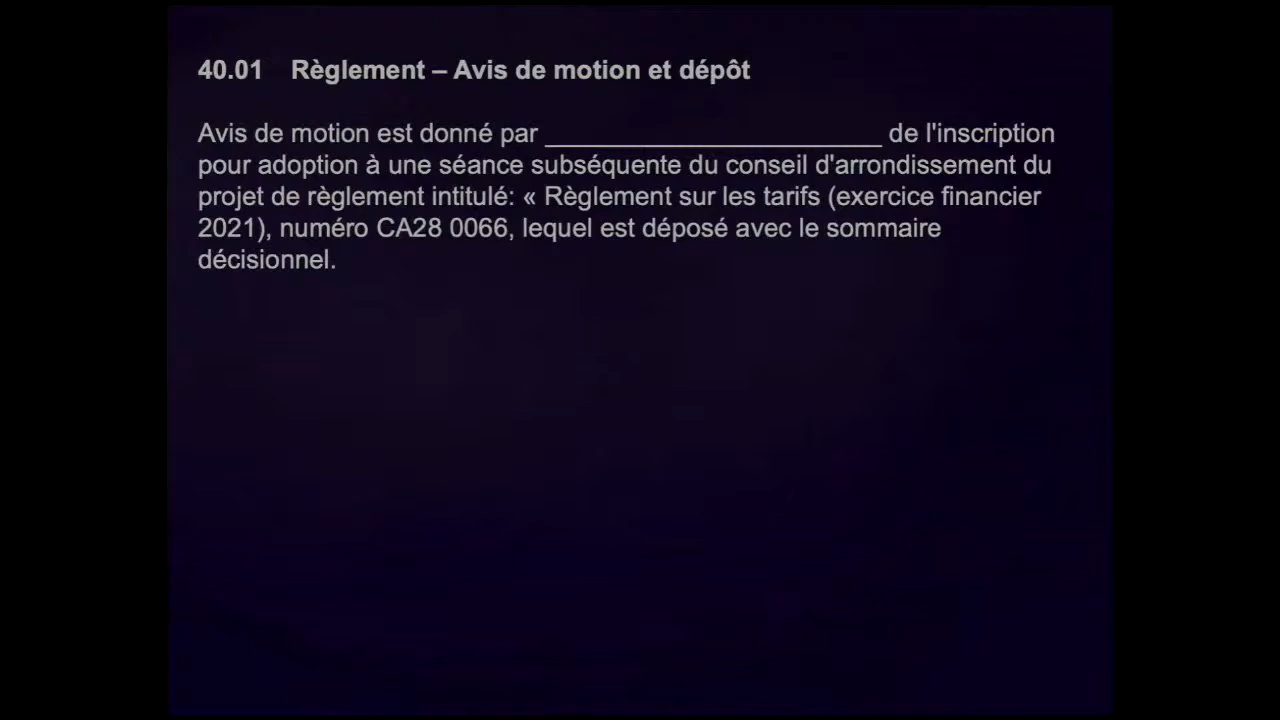 40.01 Règlement – Avis de motion et dépôt
Avis de motion est donné par ________________________ de l'inscription
pour adoption à une séance subséquente du conseil d'arrondissement du
projet de règlement intitulé: « Règlement sur les tarifs (exercice financier
2021), numéro CA28 0066, lequel est déposé avec le sommaire
décisionnel.